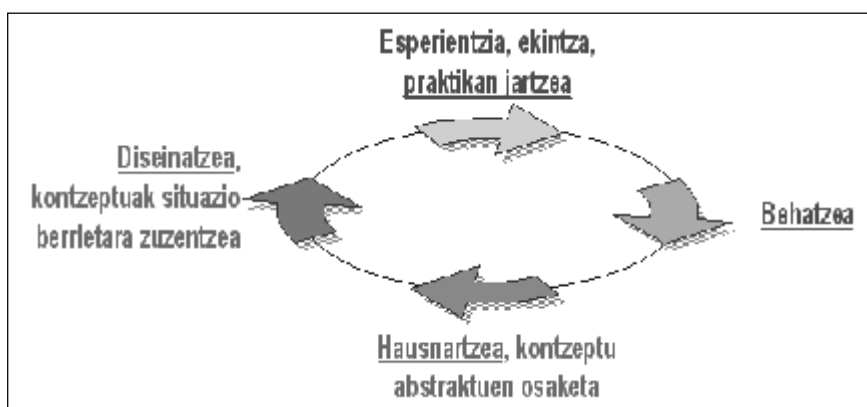 Esperientzia, ekintza,
praktikan jartzea
Diseinatzea,
kontzeptuak situazio
berrietara zuzentzea
Behatzea
Hausnartzea, kontzeptu
abstraktuen osaketa